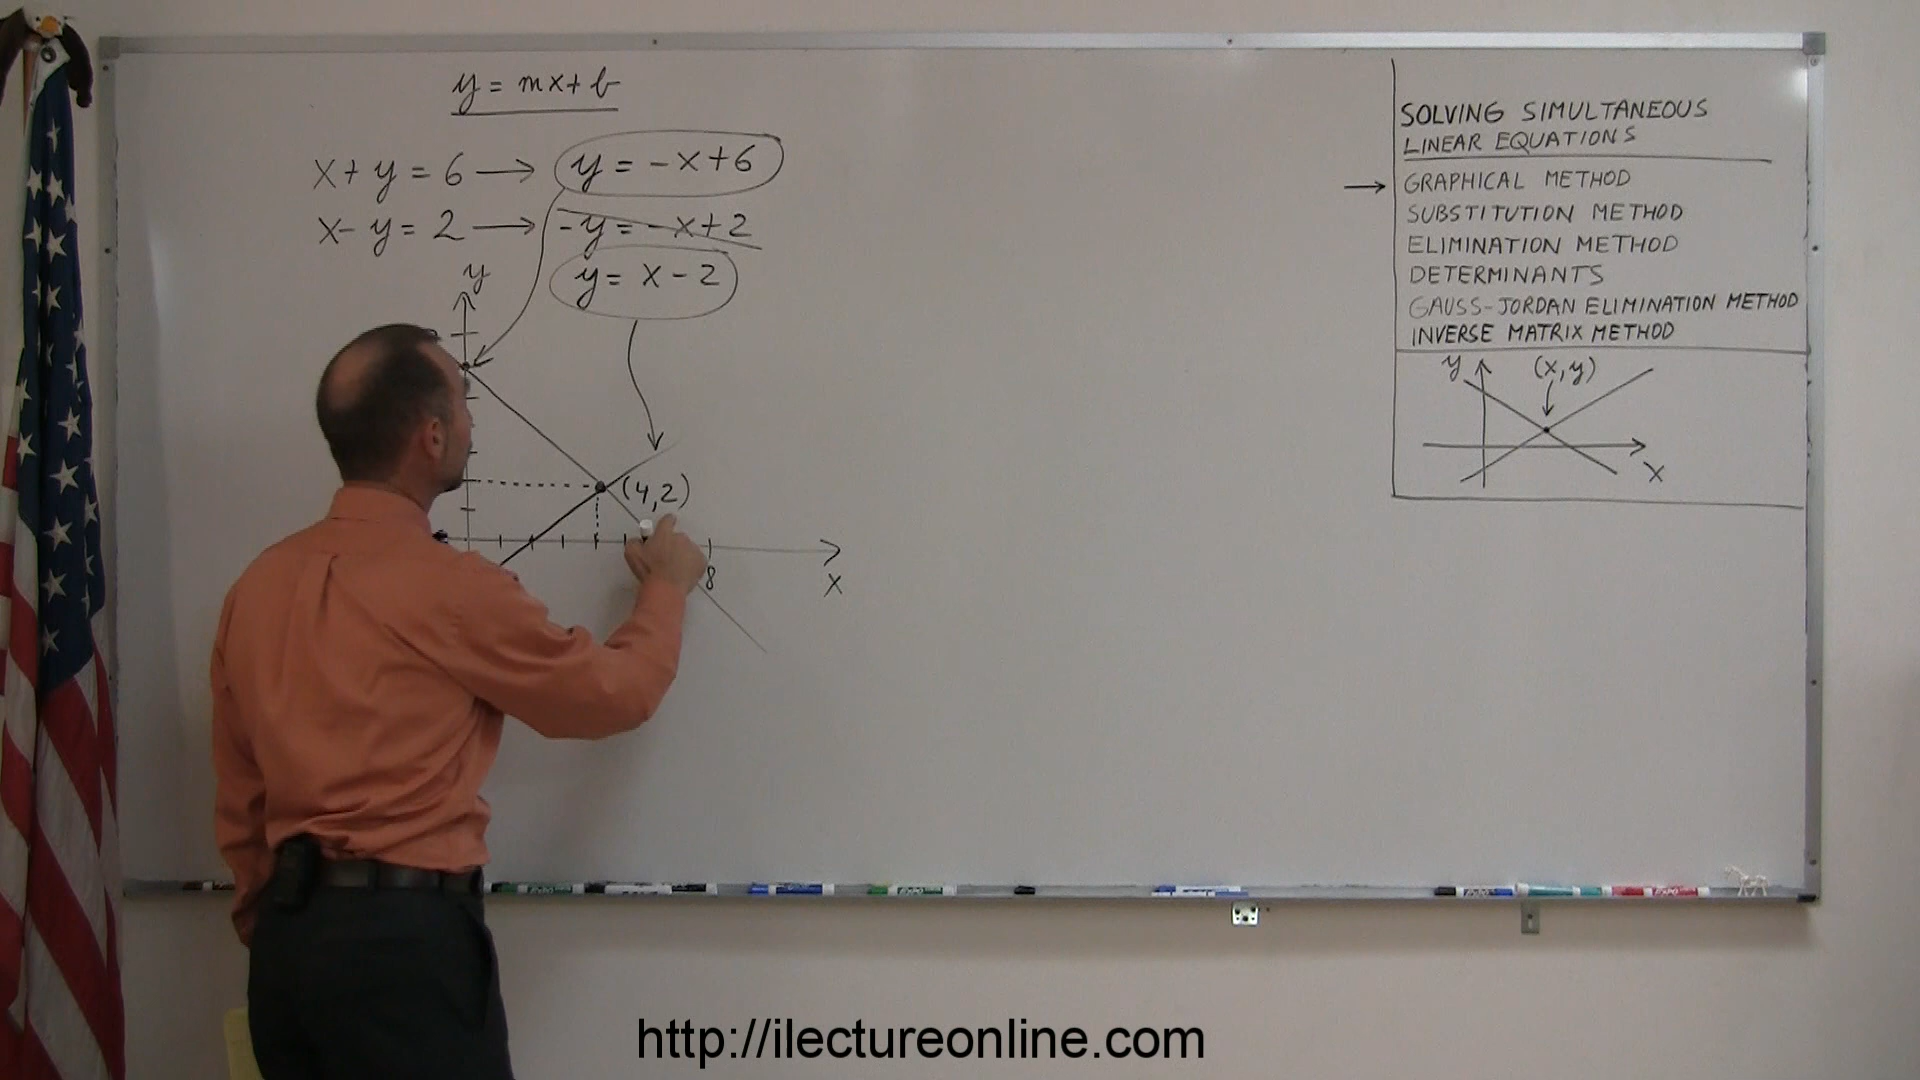 y = mx + b
x + y = 6 → y = -x + 6
x - y = 2 → -y = -x + 2
y = x - 2
y
(4,2)
8
x
SOLVING SIMULTANEOUS
LINEAR EQUATIONS
→ GRAPHICAL METHOD
SUBSTITUTION METHOD
ELIMINATION METHOD
DETERMINANTS
GAUSS-JORDAN ELIMINATION METHOD
INVERSE MATRIX METHOD
y (x,y)
x
http://ilectureonline.com